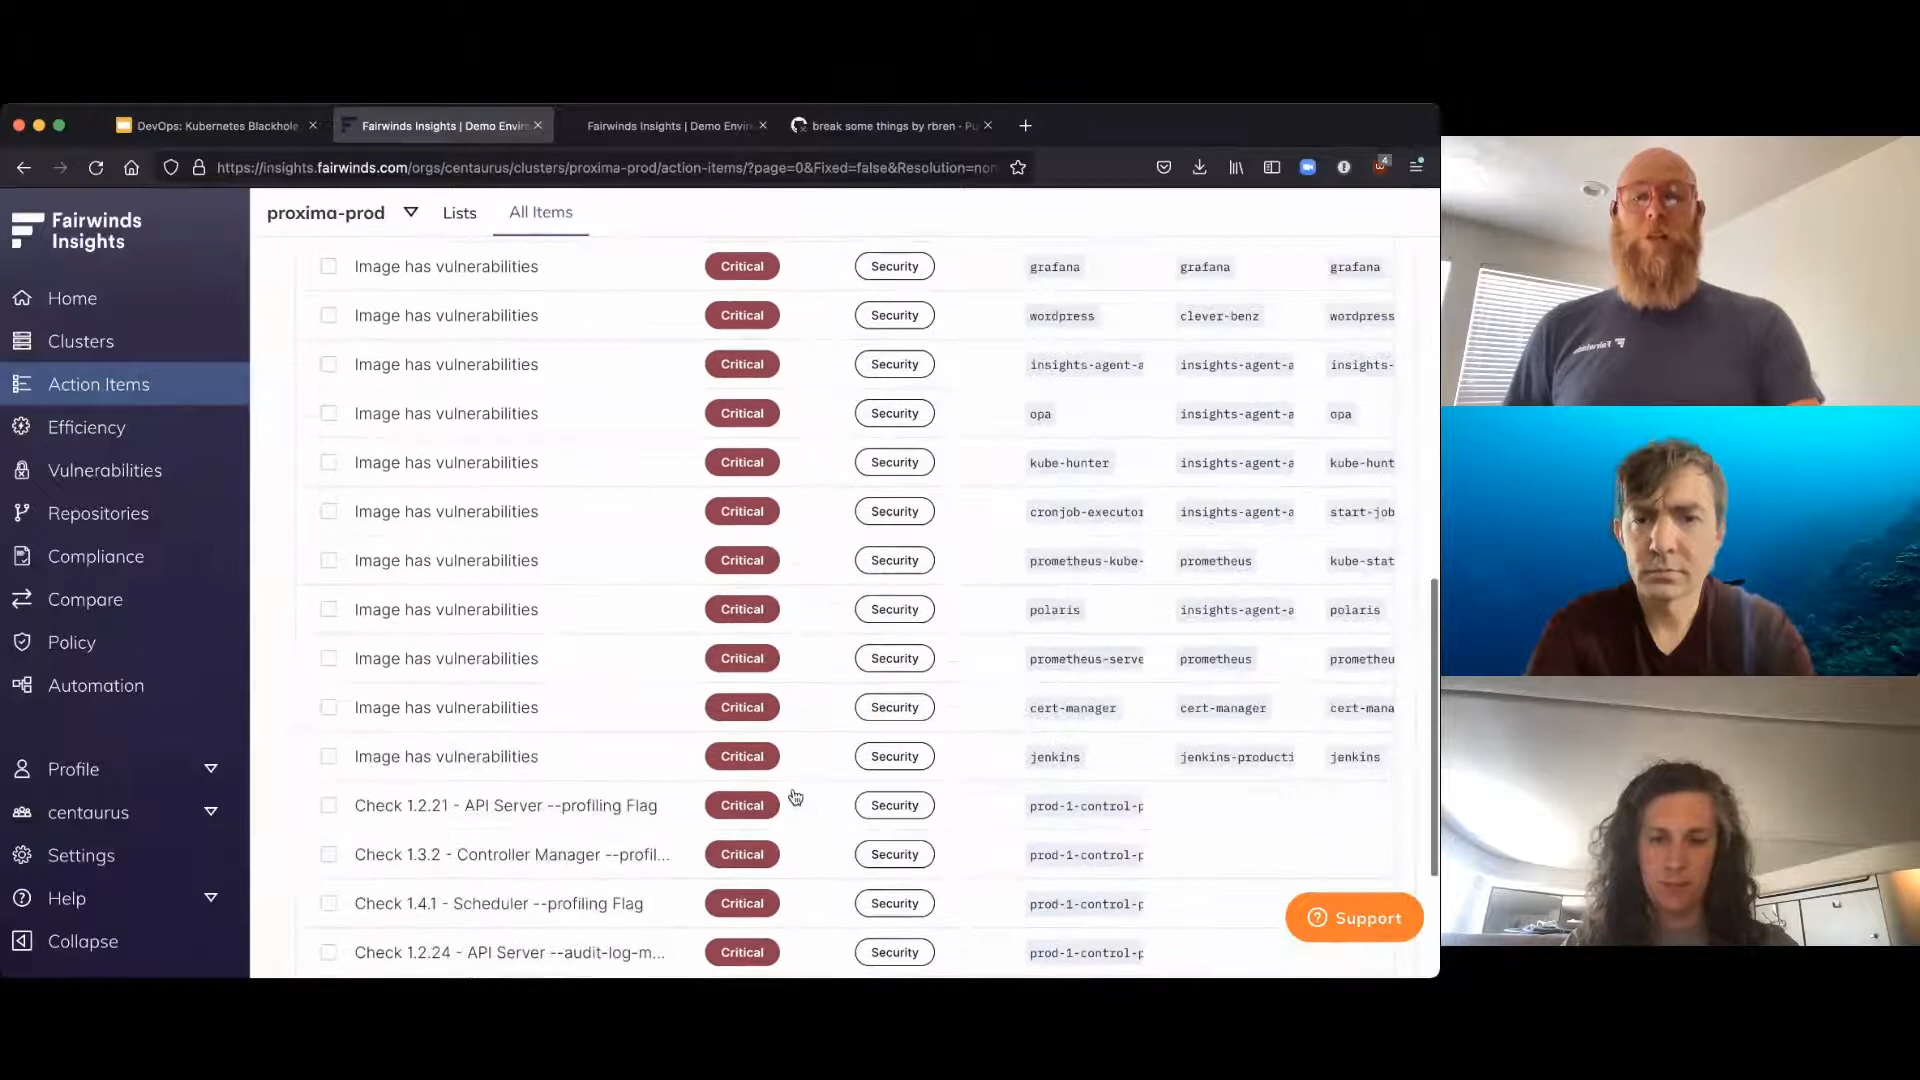 DevOps: Kubernetes Blackhole
Fairwinds Insights | Demo Enviro
Fairwinds Insights | Demo Enviro
break some things by rbren - Pu
https://insights.fairwinds.com/orgs/centaurus/clusters/proxima-prod/action-items/?page=0&Fixed=false&Resolution=non
4
Fairwinds
Insights
Home
Clusters
Action Items
Efficiency
Vulnerabilities
Repositories
Compliance
Compare
Policy
Automation
Profile
centaurus
Settings
Help
Collapse
proxima-prod Lists All Items
Image has vulnerabilities Critical Security grafana grafana grafana
Image has vulnerabilities Critical Security wordpress clever-benz wordpress
Image has vulnerabilities Critical Security insights-agent-a insights-agent-a insights-
Image has vulnerabilities Critical Security opa insights-agent-a opa
Image has vulnerabilities Critical Security kube-hunter insights-agent-a kube-hunt
Image has vulnerabilities Critical Security cronjob-executor insights-agent-a start-job
Image has vulnerabilities Critical Security prometheus-kube- prometheus kube-stat
Image has vulnerabilities Critical Security polaris insights-agent-a polaris
Image has vulnerabilities Critical Security prometheus-serve prometheus prometheu
Image has vulnerabilities Critical Security cert-manager cert-manager cert-mana
Image has vulnerabilities Critical Security jenkins jenkins-producti jenkins
Check 1.2.21 - API Server --profiling Flag Critical Security prod-1-control-p
Check 1.3.2 - Controller Manager --profil... Critical Security prod-1-control-p
Check 1.4.1 - Scheduler --profiling Flag Critical Security prod-1-control-p
Check 1.2.24 - API Server --audit-log-m... Critical Security prod-1-control-p
Support